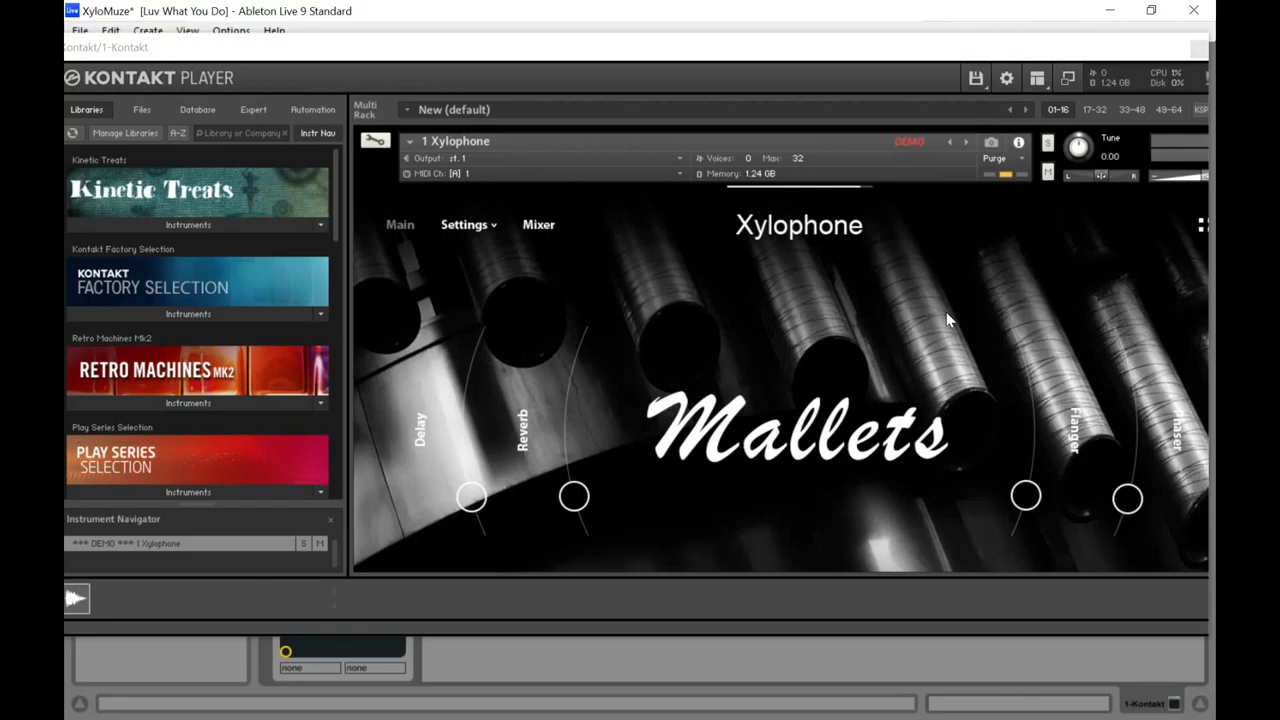 XyloMuze* [Luv What You Do] - Ableton Live 9 Standard
File Edit Create View Options Help
Kontakt/1-Kontakt
KONTAKT PLAYER
0
1.24 GB
CPU 1%
Disk 0%
Libraries Files Database Expert Automation
Multi Rack
New (default)
01-16 17-32 33-48 49-64 KSP
Manage Libraries A-Z Library or Company Instr Nav
1 Xylophone DEMO
Output: st. 1 Voices: 0 Max: 32 Purge
MIDI Ch: [A] 1 Memory: 1.24 GB
S
M
Tune
0.00
L R
Kinetic Treats
Kinetic Treats
Instruments
Kontakt Factory Selection
KONTAKT
FACTORY SELECTION
Instruments
Retro Machines Mk2
RETRO MACHINES MK2
Instruments
Play Series Selection
PLAY SERIES
SELECTION
Instruments
Instrument Navigator
*** DEMO *** 1 Xylophone S M
Main Settings Mixer
Xylophone
Delay
Reverb
Mallets
Flanger
Phaser
none none
1-Kontakt